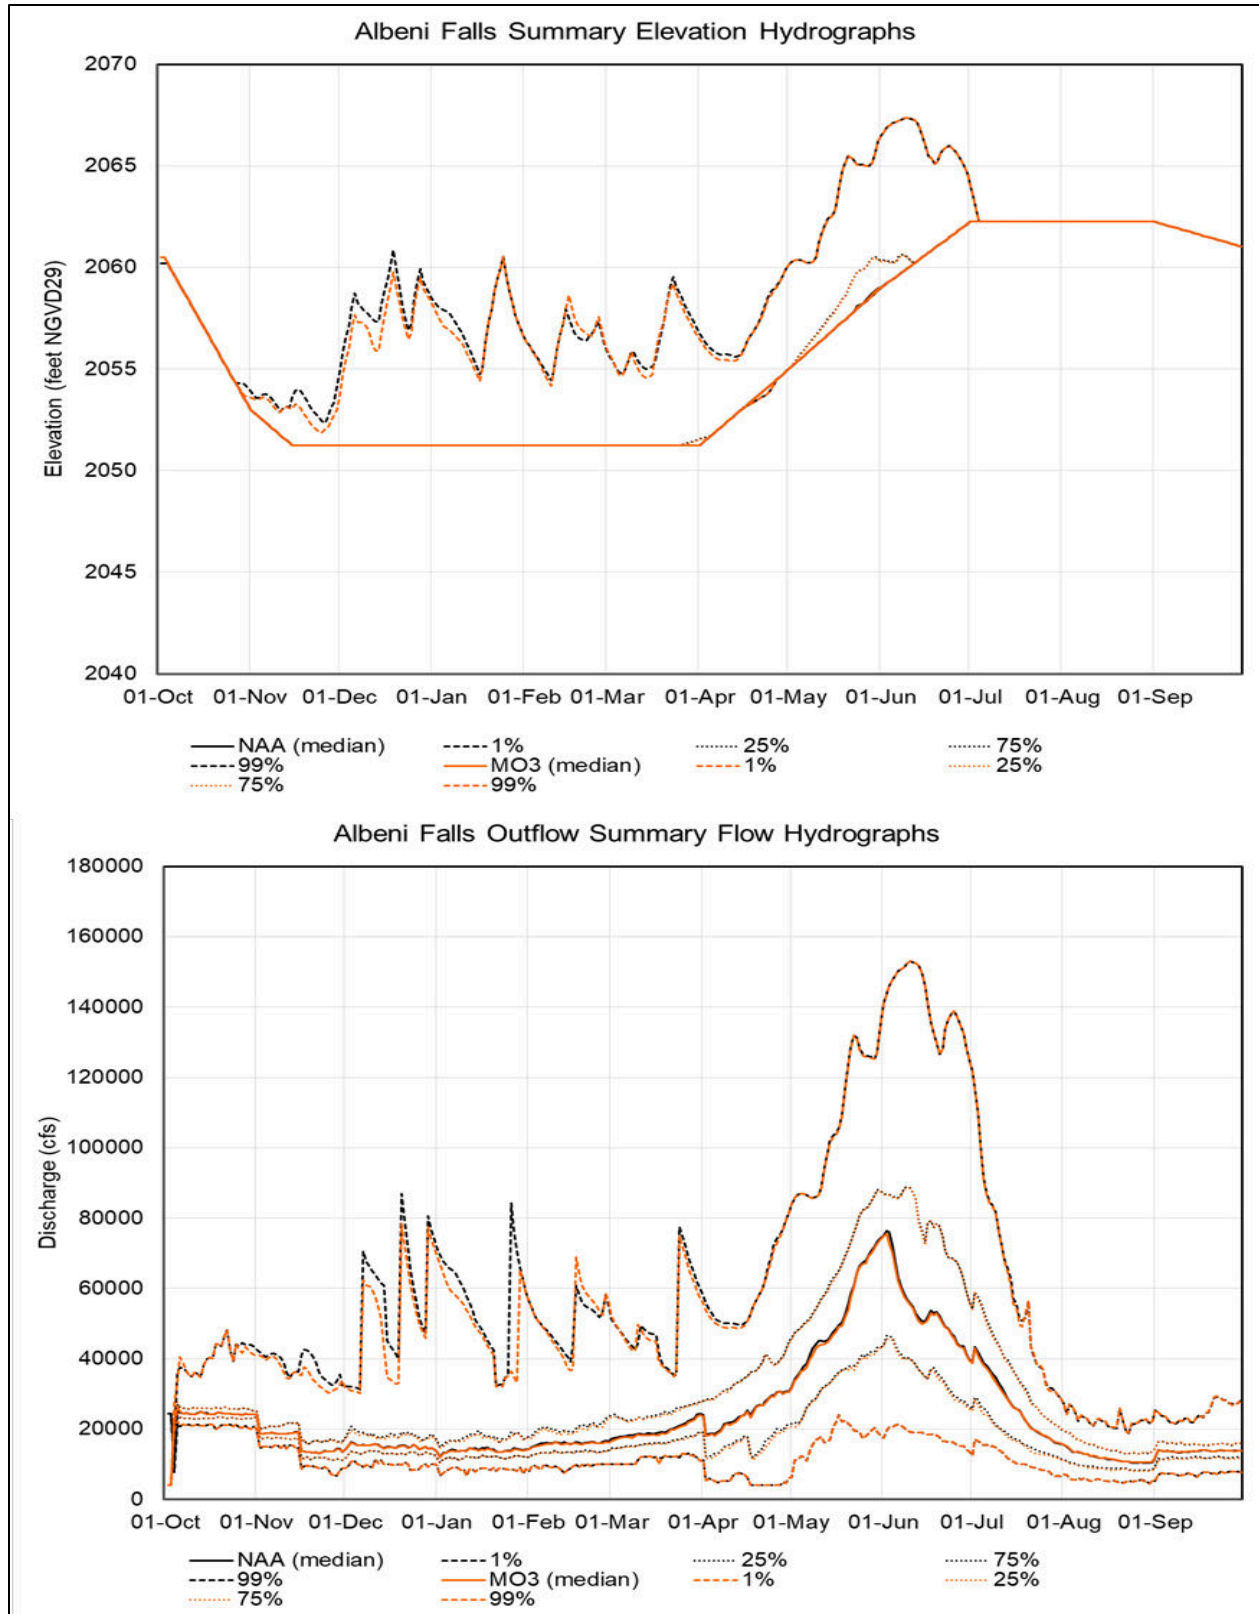 Albeni Falls Summary Elevation Hydrographs
Elevation (feet NGVD29)
2070
2065
2060
2055
2050
2045
2040
01-Oct 01-Nov 01-Dec 01-Jan 01-Feb 01-Mar 01-Apr 01-May 01-Jun 01-Jul 01-Aug 01-Sep
NAA (median) 1% 25% 75%
99% MO3 (median) 1% 25%
75% 99%
Albeni Falls Outflow Summary Flow Hydrographs
Discharge (cfs)
180000
160000
140000
120000
100000
80000
60000
40000
20000
0
01-Oct 01-Nov 01-Dec 01-Jan 01-Feb 01-Mar 01-Apr 01-May 01-Jun 01-Jul 01-Aug 01-Sep
NAA (median) 1% 25% 75%
99% MO3 (median) 1% 25%
75% 99%